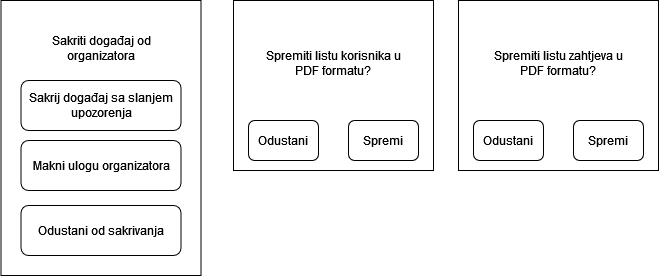 Sakriti događaj od
organizatora
Sakrij događaj sa slanjem
upozorenja
Makni ulogu organizatora
Odustani od sakrivanja
Spremiti listu korisnika u
PDF formatu?
Odustani
Spremi
Spremiti listu zahtjeva u
PDF formatu?
Odustani
Spremi